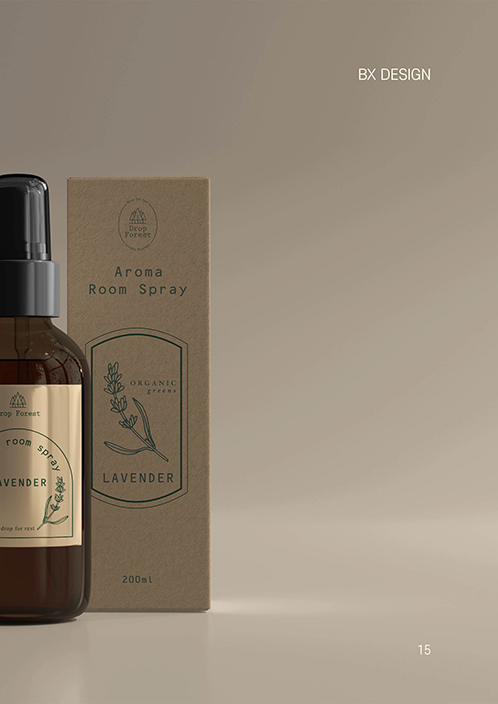 BX DESIGN
Drop
Forest
Aroma
Room Spray
ORGANIC
greens
LAVENDER
200ml
rop Forest
room spray
AVENDER
drop for rest
15